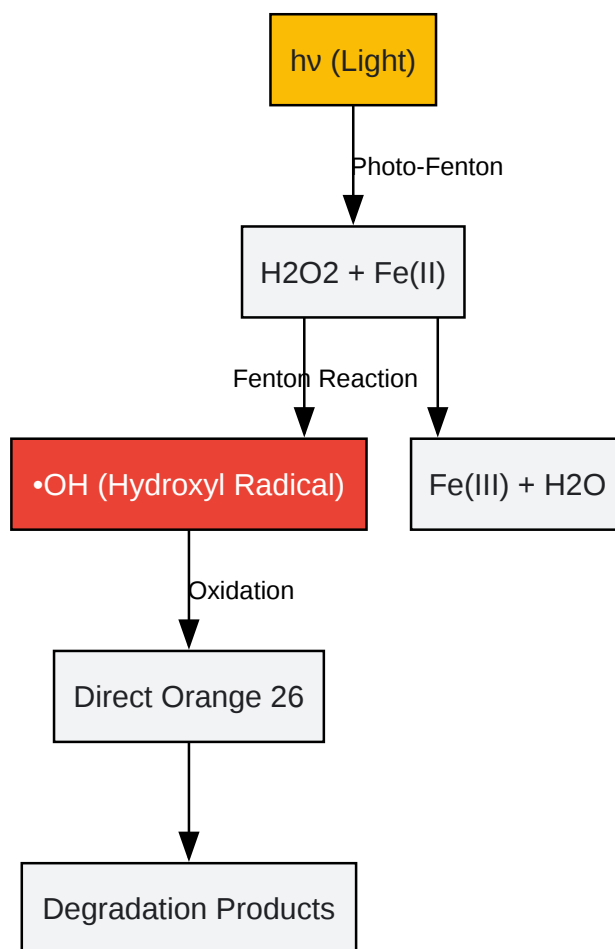 hν (Light)
Photo-Fenton
H2O2 + Fe(II)
Fenton Reaction
•OH (Hydroxyl Radical)
Fe(III) + H2O
Oxidation
Direct Orange 26
Degradation Products